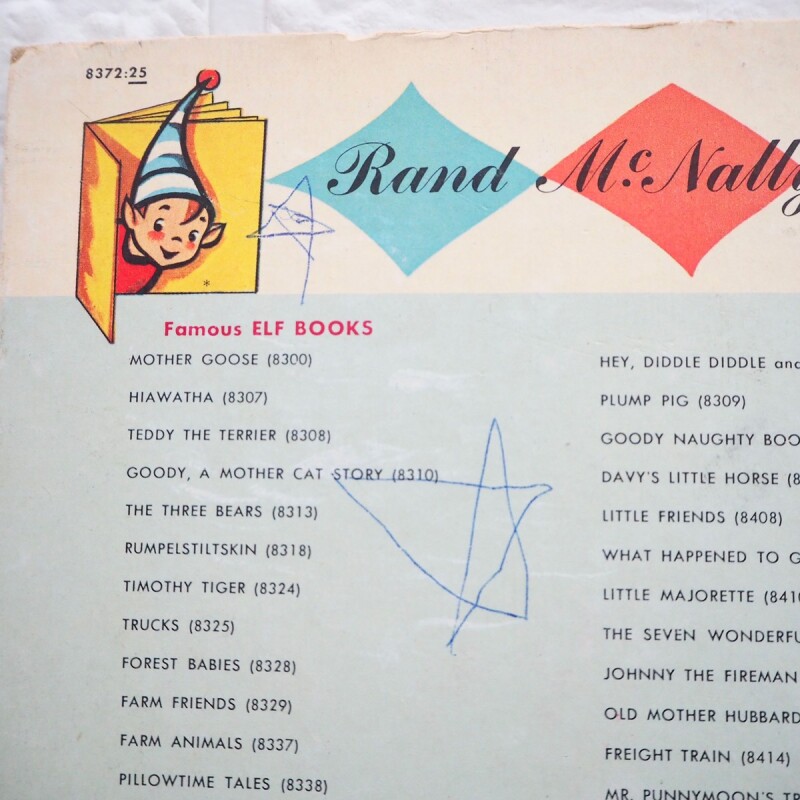 8372:25
Rand McNally
Famous ELF BOOKS
MOTHER GOOSE (8300)
HIAWATHA (8307)
TEDDY THE TERRIER (8308)
GOODY, A MOTHER CAT STORY (8310)
THE THREE BEARS (8313)
RUMPELSTILTSKIN (8318)
TIMOTHY TIGER (8324)
TRUCKS (8325)
FOREST BABIES (8328)
FARM FRIENDS (8329)
FARM ANIMALS (8337)
PILLOWTIME TALES (8338)
HEY, DIDDLE DIDDLE and
PLUMP PIG (8309)
GOODY NAUGHTY BOO
DAVY'S LITTLE HORSE (8
LITTLE FRIENDS (8408)
WHAT HAPPENED TO G
LITTLE MAJORETTE (8410
THE SEVEN WONDERFU
JOHNNY THE FIREMAN
OLD MOTHER HUBBARD
FREIGHT TRAIN (8414)
MR. PUNNYMOON'S TR